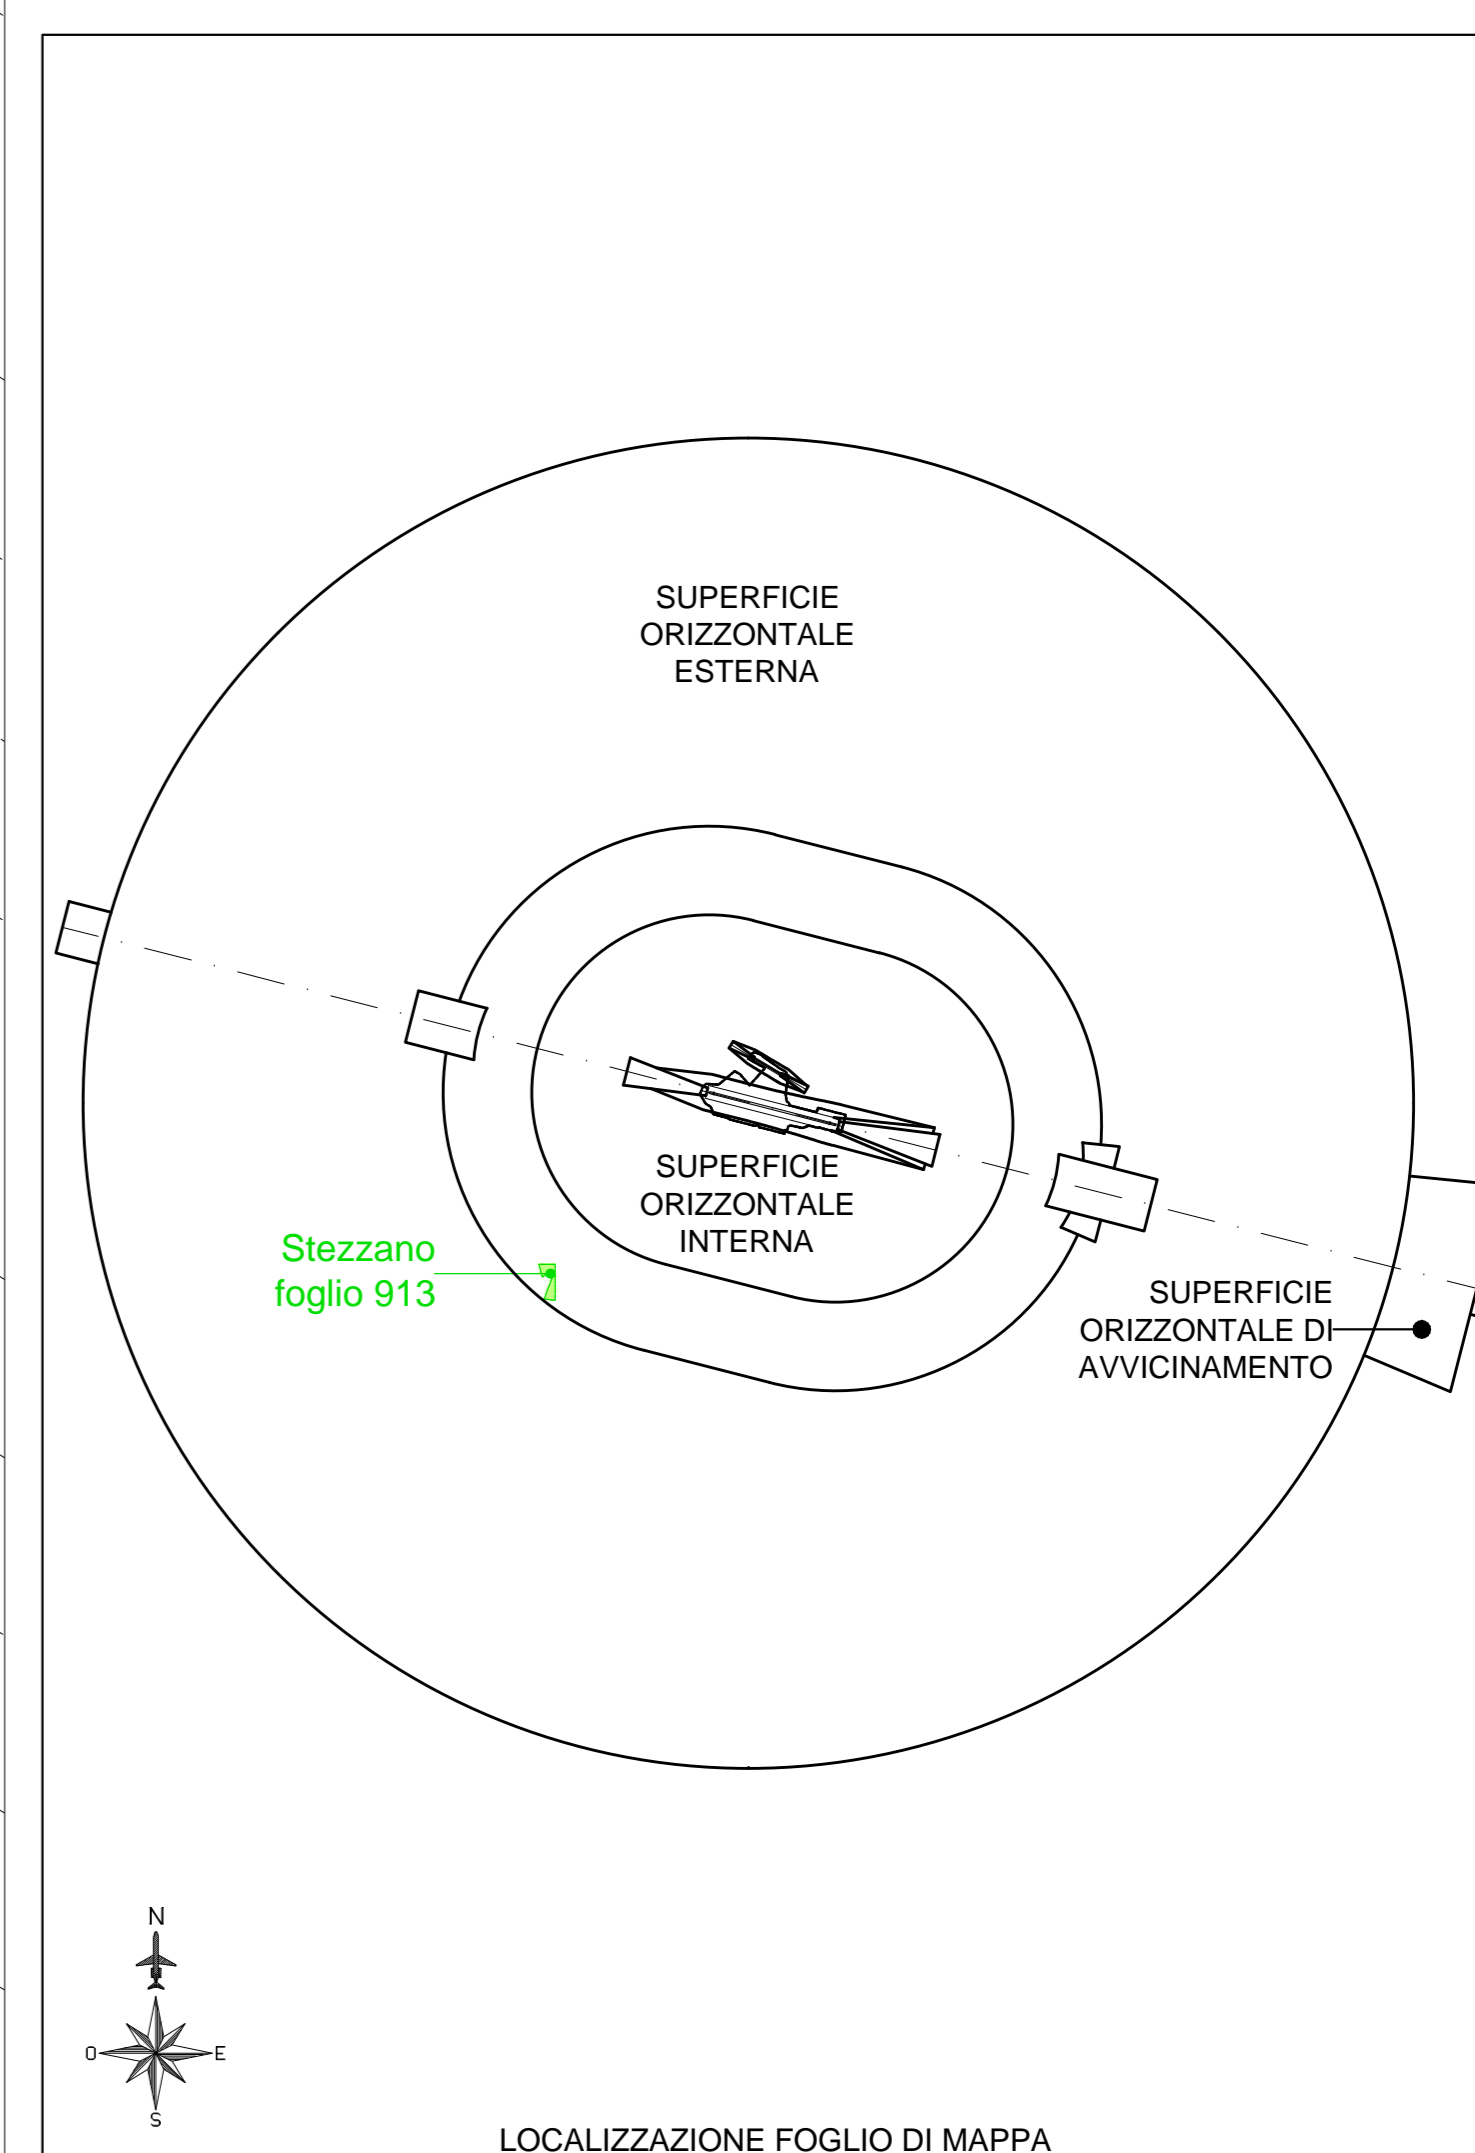 SUPERFICIE
ORIZZONTALE
ESTERNA
SUPERFICIE
ORIZZONTALE
INTERNA
Stezzano
foglio 913
SUPERFICIE
ORIZZONTALE DI
AVVICINAMENTO
N
O
E
S
LOCALIZZAZIONE FOGLIO DI MAPPA